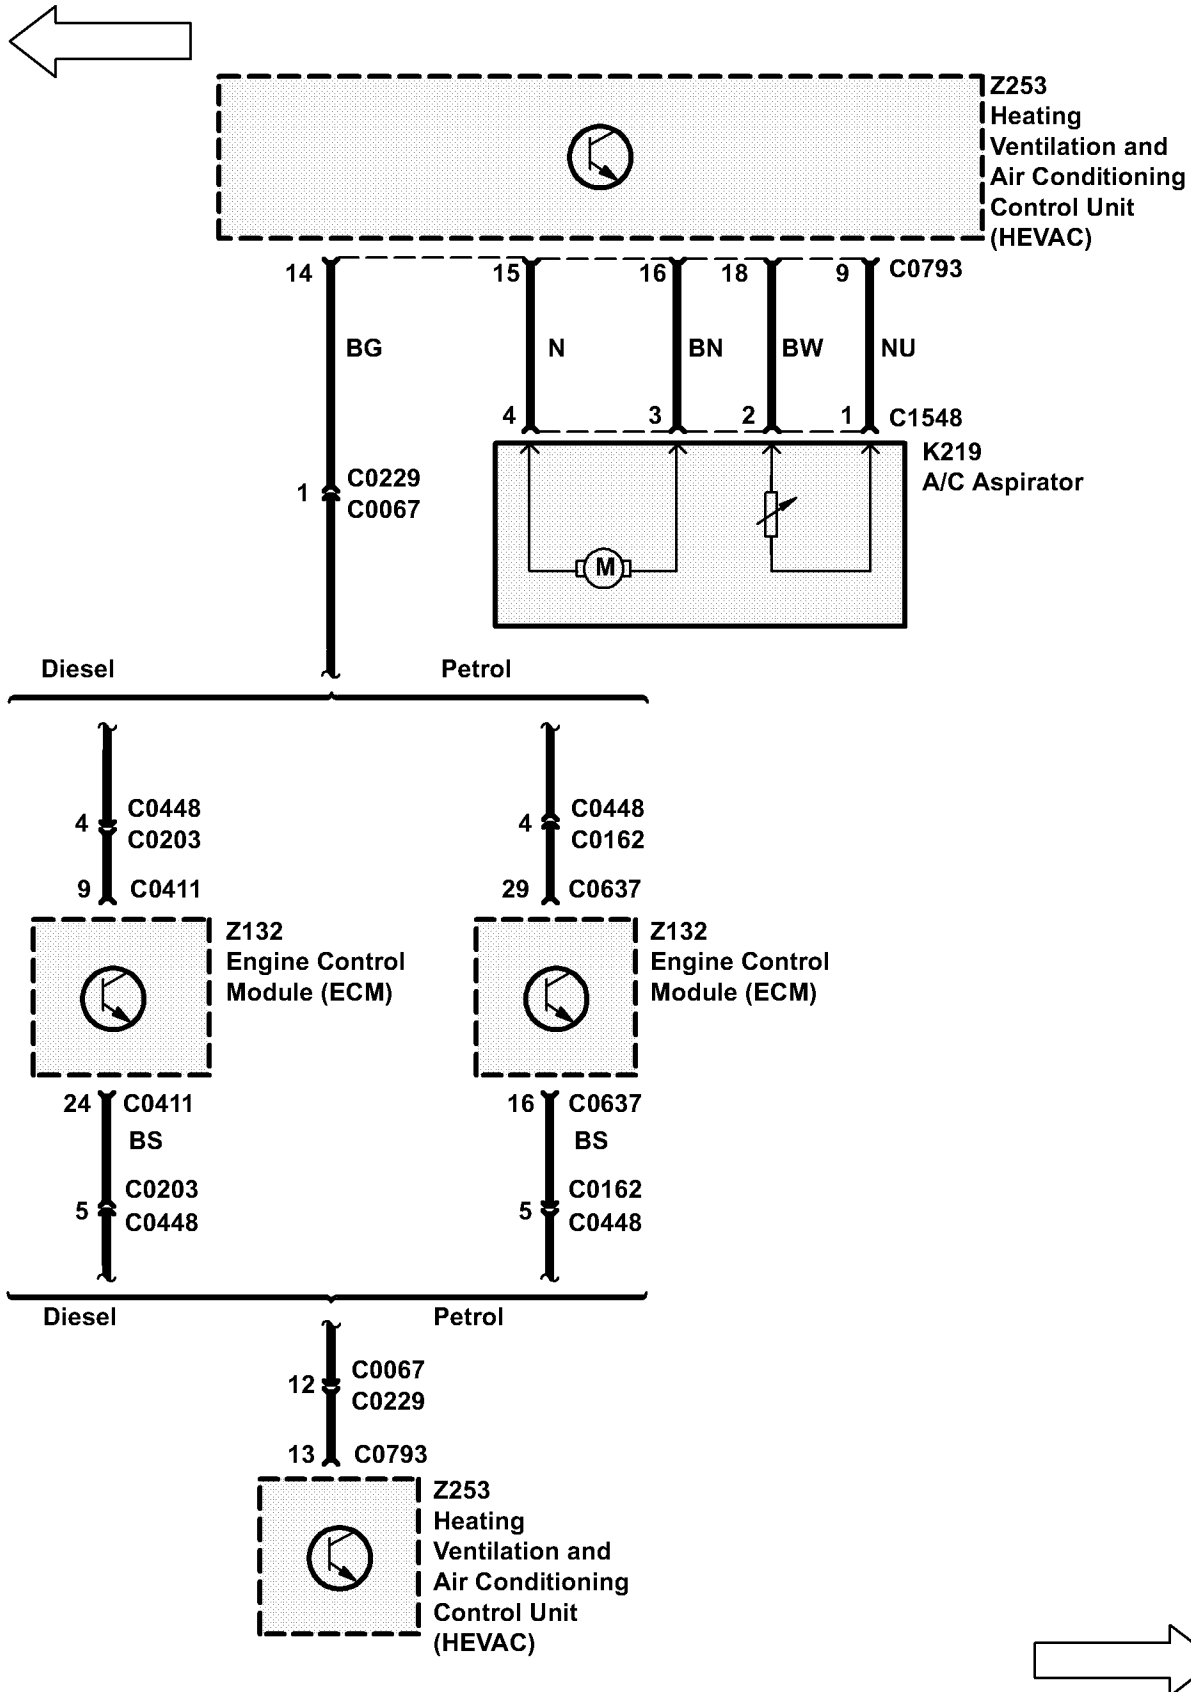 Z253
Heating
Ventilation and
Air Conditioning
Control Unit
(HEVAC)
14 15 16 18 9 C0793
BG N BN BW NU
4 3 2 1 C1548
K219
A/C Aspirator
1 C0229
C0067
M
Diesel Petrol
4 C0448
C0203
4 C0448
C0162
9 C0411
29 C0637
Z132
Engine Control
Module (ECM)
Z132
Engine Control
Module (ECM)
24 C0411
BS
16 C0637
BS
5 C0203
C0448
5 C0162
C0448
Diesel Petrol
12 C0067
C0229
13 C0793
Z253
Heating
Ventilation and
Air Conditioning
Control Unit
(HEVAC)